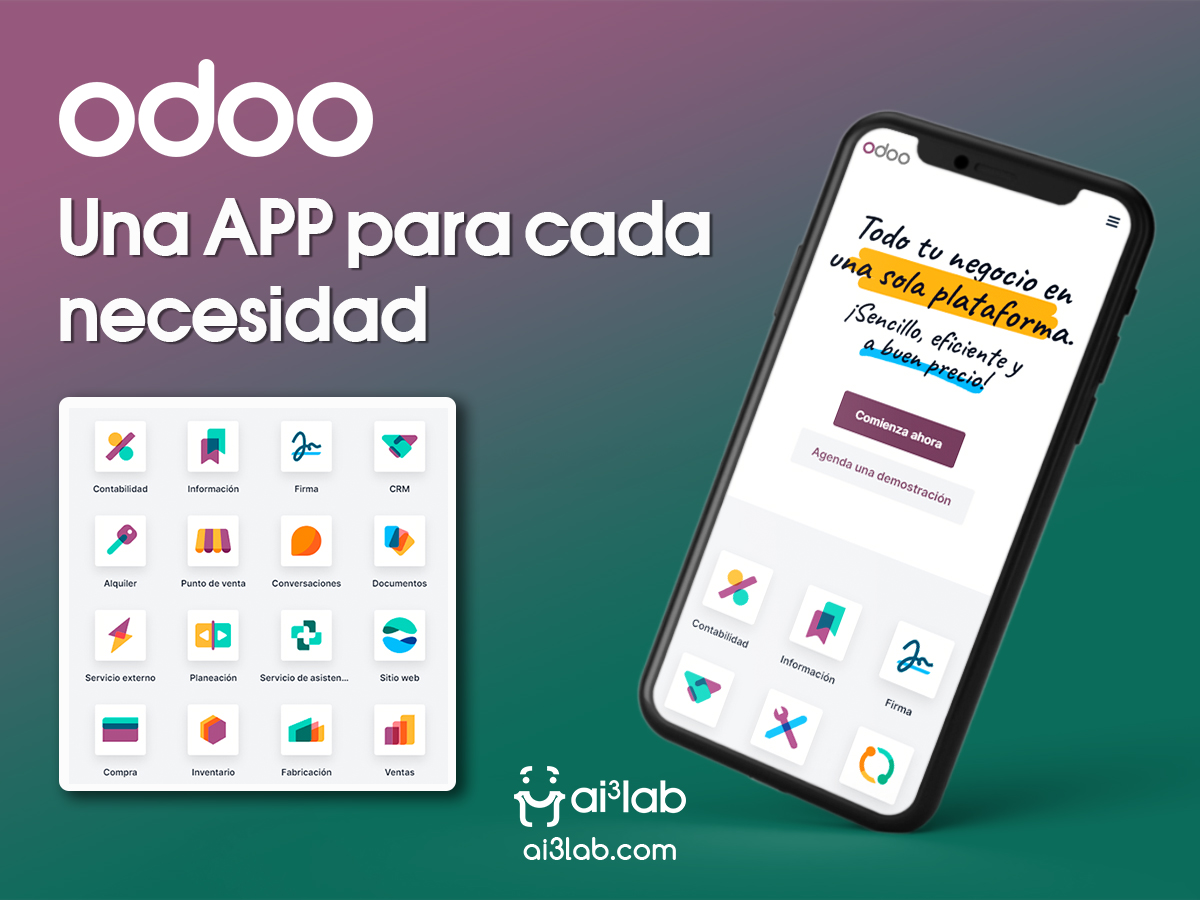 odoo
Una APP para cada
necesidad
Contabilidad
Información
Firma
CRM
Alquiler
Punto de venta
Conversaciones
Documentos
Servicio externo
Planeación
Servicio de asisten...
Sitio web
Compra
Inventario
Fabricación
Ventas
odoo
Todo tu negocio en
una sola plataforma.
¡Sencillo, eficiente y
a buen precio!
Comienza ahora
Agenda una demostración
Contabilidad
Información
Firma
ai³lab
ai3lab.com